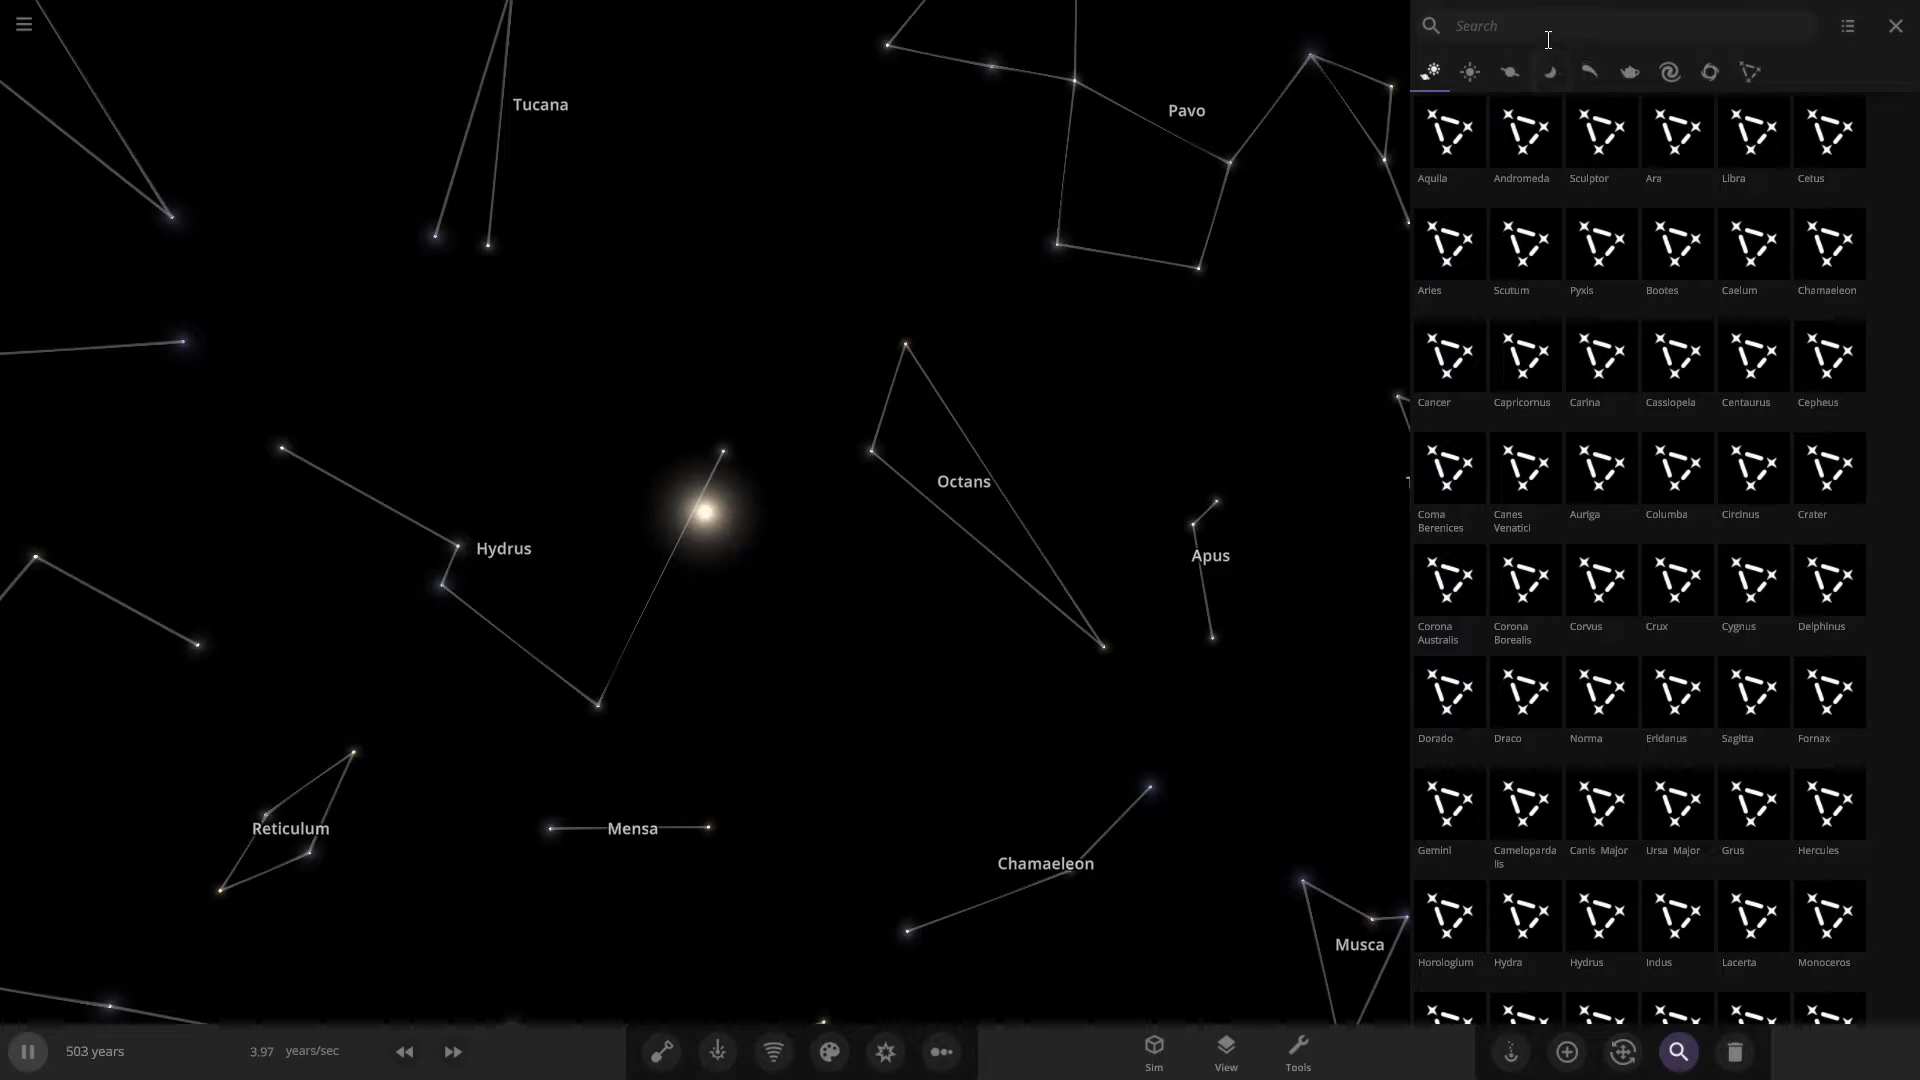 Search
Tucana
Pavo
Octans
Hydrus
Apus
Reticulum
Mensa
Chamaeleon
Musca
Aquila
Andromeda
Sculptor
Ara
Libra
Cetus
Aries
Scutum
Pyxis
Bootes
Caelum
Chamaeleon
Cancer
Capricornus
Carina
Cassiopeia
Centaurus
Cepheus
Coma
Berenices
Canes
Venatici
Auriga
Columba
Circinus
Crater
Corona
Australis
Corona
Borealis
Corvus
Crux
Cygnus
Delphinus
Dorado
Draco
Norma
Eridanus
Sagitta
Fornax
Gemini
Cameloparda
lis
Canis Major
Ursa Major
Grus
Hercules
Horologium
Hydra
Hydrus
Indus
Lacerta
Monoceros
503 years
3.97 years/sec
Sim
View
Tools